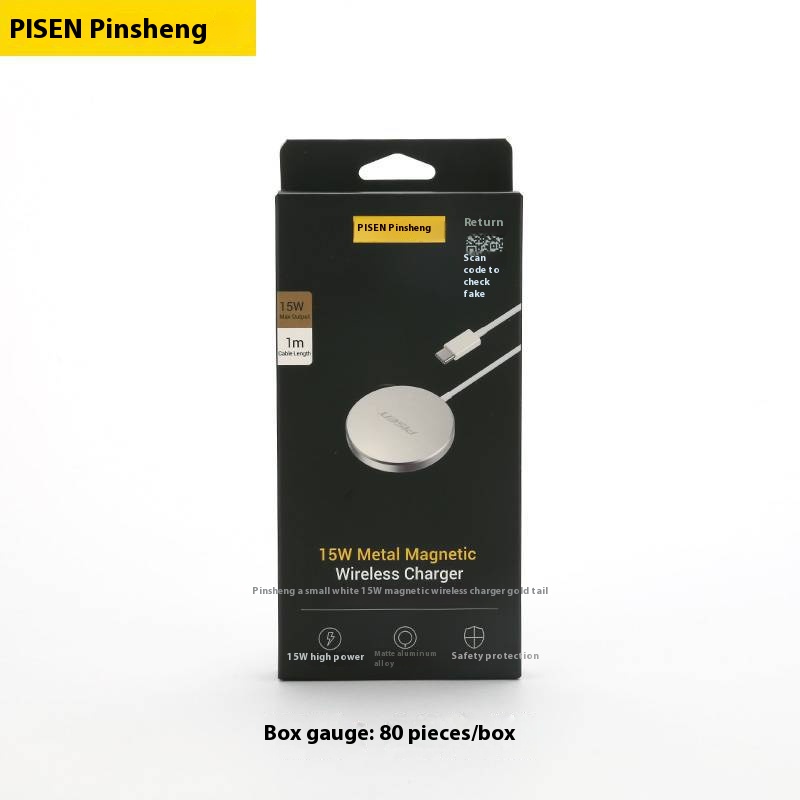 PISEN Pinsheng
PISEN Pinsheng
Return
Scan
code to
check
fake
15W
Max Output
1m
Cable Length
PISEN
15W Metal Magnetic
Wireless Charger
Pinsheng a small white 15W magnetic wireless charger gold tail
15W high power
Matte aluminum
alloy
Safety protection
Box gauge: 80 pieces/box